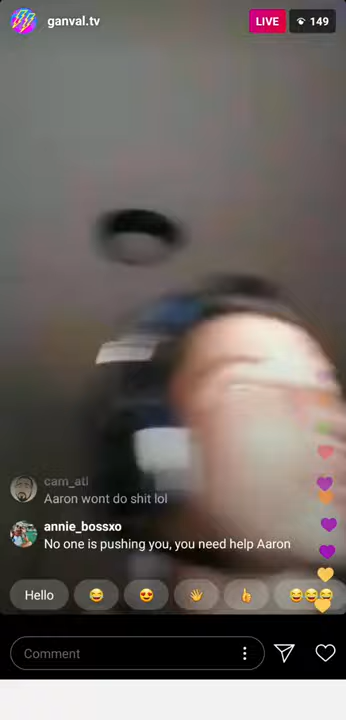 ganval.tv
LIVE
149
cam_atl
Aaron wont do shit lol
annie_bossxo
No one is pushing you, you need help Aaron
Hello
Comment